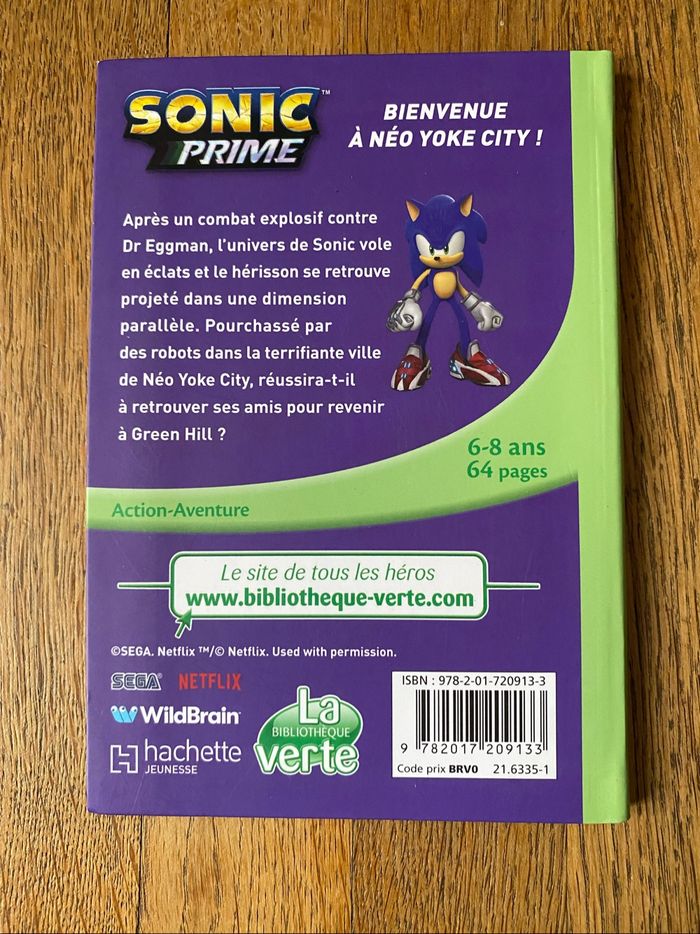 SONIC™
PRIME
BIENVENUE
À NÉO YOKE CITY !
Après un combat explosif contre
Dr Eggman, l'univers de Sonic vole
en éclats et le hérisson se retrouve
projeté dans une dimension
parallèle. Pourchassé par
des robots dans la terrifiante ville
de Néo Yoke City, réussira-t-il
à retrouver ses amis pour revenir
à Green Hill ?
6-8 ans
64 pages
Action-Aventure
Le site de tous les héros
www.bibliotheque-verte.com
©SEGA. Netflix ™/© Netflix. Used with permission.
SEGA NETFLIX
WildBrain
hachette
JEUNESSE
La
BIBLIOTHÈQUE
verte
ISBN : 978-2-01-720913-3
9 782017 209133
Code prix BRV0 21.6335-1